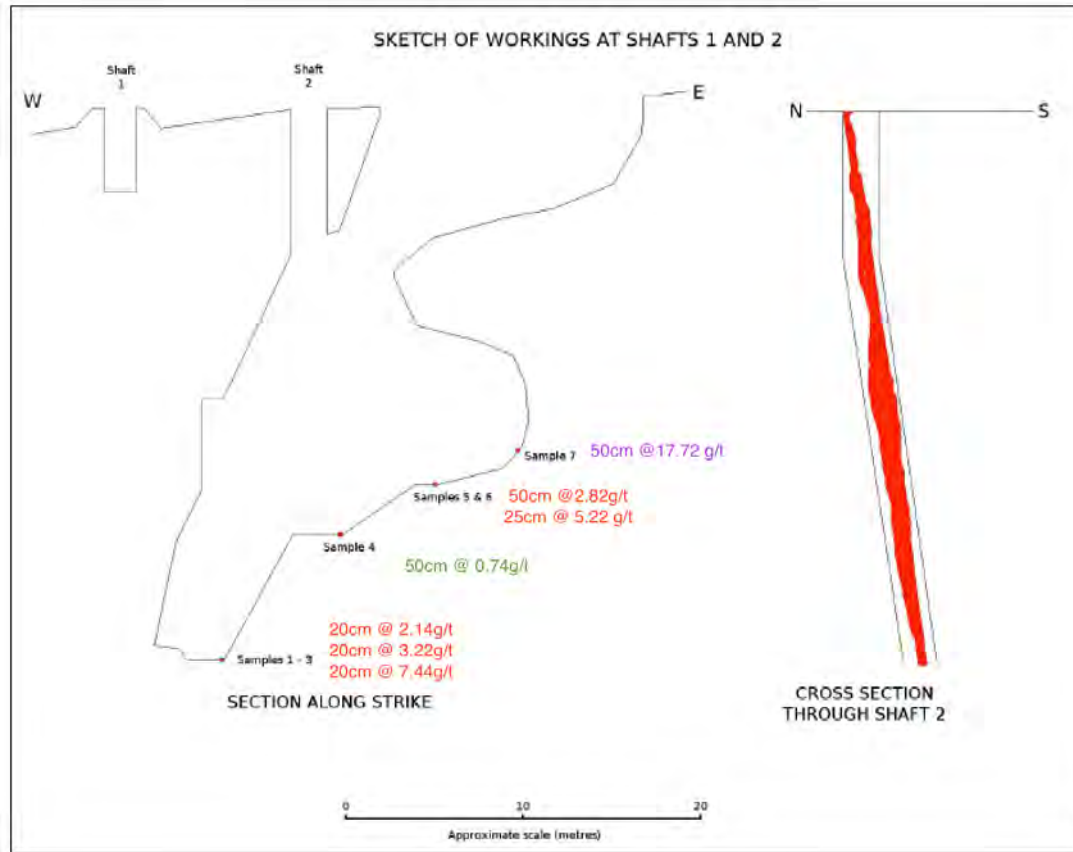 SKETCH OF WORKINGS AT SHAFTS 1 AND 2
Shaft
1
Shaft
2
W
E
N
S
Sample 7
50cm @17.72 g/t
Samples 5 & 6
50cm @2.82g/t
25cm @ 5.22 g/t
Sample 4
50cm @ 0.74g/t
Samples 1 - 3
20cm @ 2.14g/t
20cm @ 3.22g/t
20cm @ 7.44g/t
SECTION ALONG STRIKE
CROSS SECTION
THROUGH SHAFT 2
0
10
20
Approximate scale (metres)